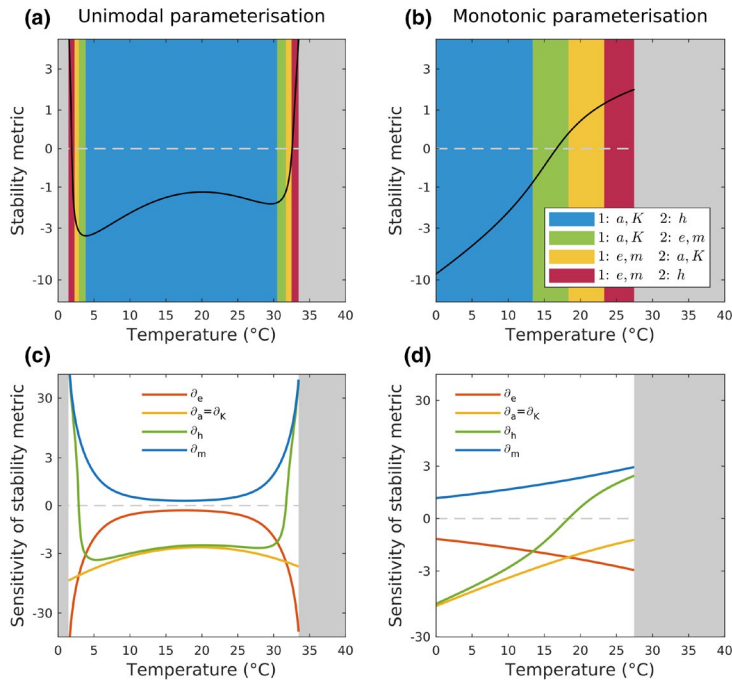 (a) Unimodal parameterisation
Stability metric
3
1
0
-1
-3
-10
0 5 10 15 20 25 30 35 40
Temperature (°C)
(b) Monotonic parameterisation
Stability metric
3
1
0
-1
-3
-10
1: a, K 2: h
1: a, K 2: e, m
1: e, m 2: a, K
1: e, m 2: h
0 5 10 15 20 25 30 35 40
Temperature (°C)
(c)
Sensitivity of stability metric
30
3
0
-3
-30
∂e
∂a=∂K
∂h
∂m
0 5 10 15 20 25 30 35 40
Temperature (°C)
(d)
Sensitivity of stability metric
30
3
0
-3
-30
∂e
∂a=∂K
∂h
∂m
0 5 10 15 20 25 30 35 40
Temperature (°C)